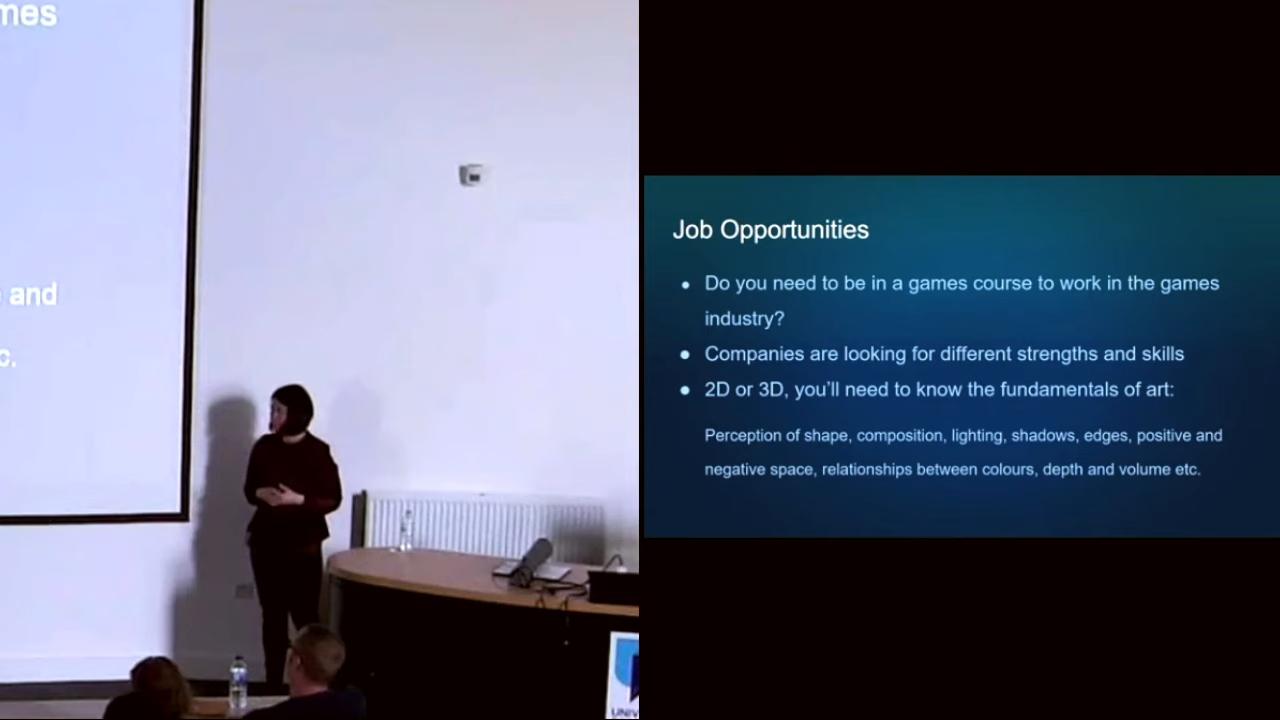 mes
and
c.
UNIV
Job Opportunities
• Do you need to be in a games course to work in the games
industry?
• Companies are looking for different strengths and skills
• 2D or 3D, you'll need to know the fundamentals of art:
Perception of shape, composition, lighting, shadows, edges, positive and
negative space, relationships between colours, depth and volume etc.